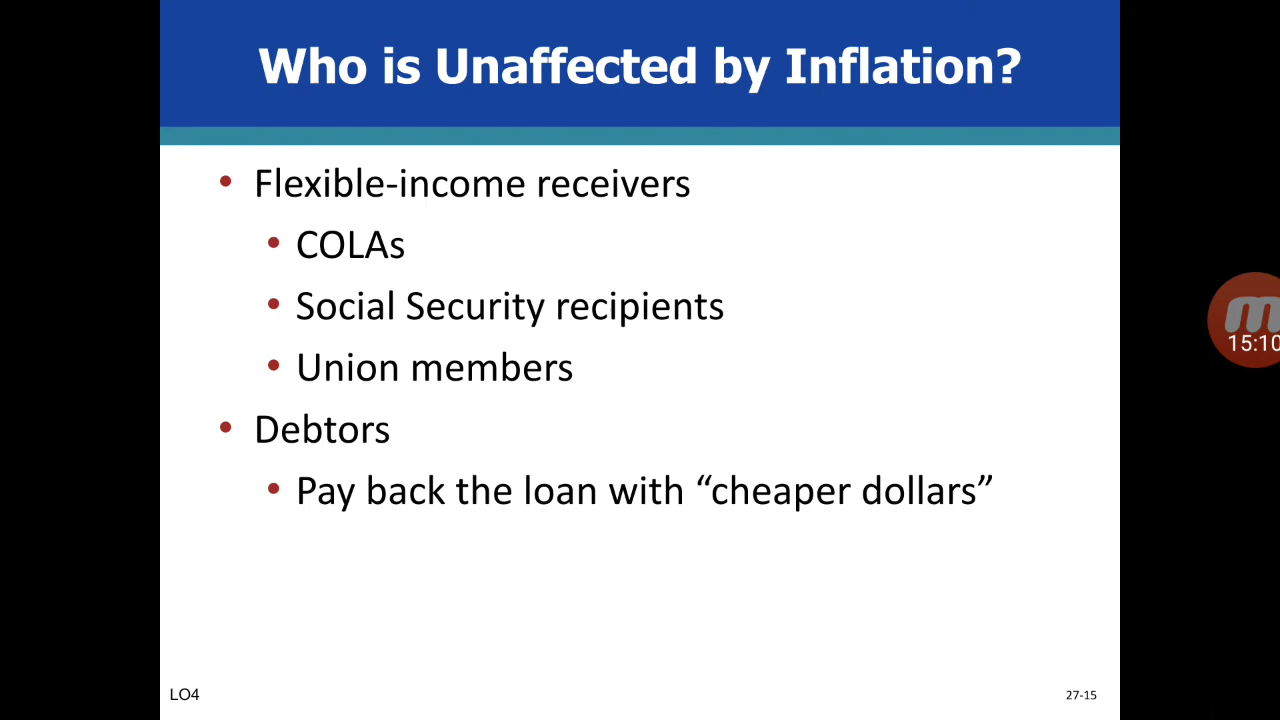 Who is Unaffected by Inflation?
• Flexible-income receivers
• COLAs
• Social Security recipients
• Union members
• Debtors
• Pay back the loan with “cheaper dollars”
15:10
LO4
27-15